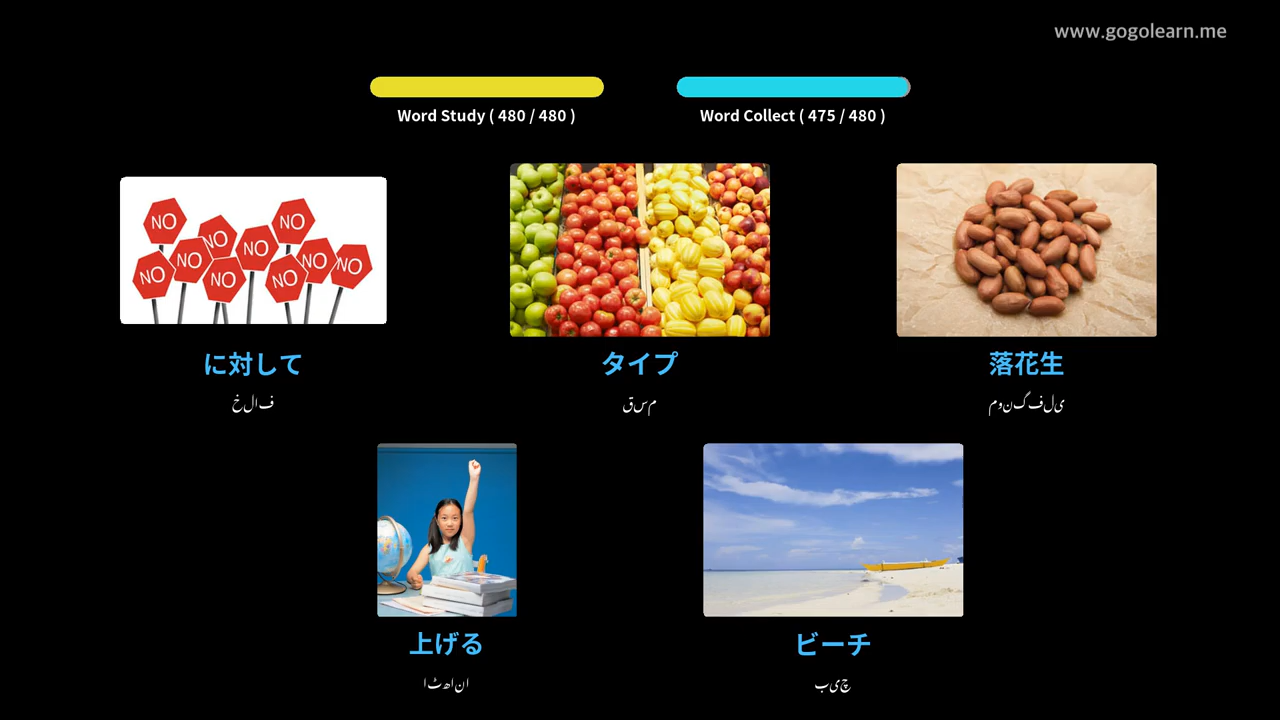 www.gogolearn.me
Word Study ( 480 / 480 )
Word Collect ( 475 / 480 )
NO
NO
NO
NO
NO
NO
NO
NO
NO
NO
に対して
タイプ
落花生
خلاف
قسم
مونگفلی
上げる
ビーチ
اٹھانا
بیچ